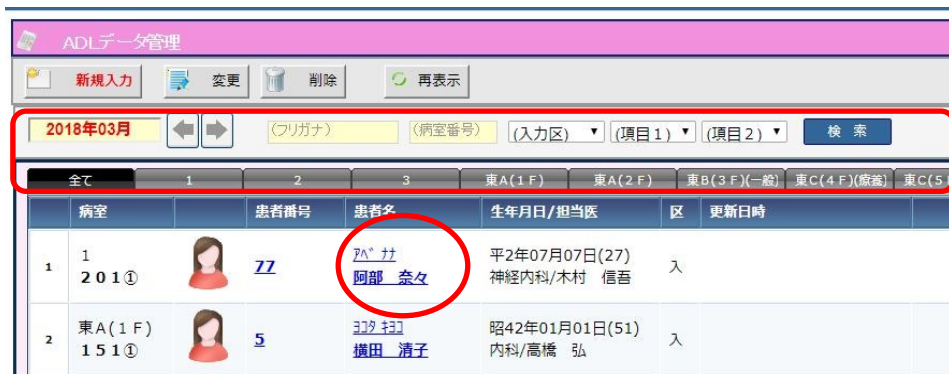 ADLデータ管理
新規入力 変更 削除 再表示
2018年03月 (フリガナ) (病室番号) (入力区) ▼ (項目1) ▼ (項目2) ▼ 検 索
全て 1 2 3 東A(1F) 東A(2F) 東B(3F)(一般) 東C(4F)(療養) 東C(5
病室 患者番号 患者名 生年月日/担当医 区 更新日時
1 ｱﾍﾞ ﾅﾅ 平2年07月07日(27)
1 201① 77 阿部 奈々 神経内科/木村 信吾 入
東A(1F) ﾖｺﾀ ｷﾖｺ 昭42年01月01日(51)
2 151① 5 横田 清子 内科/高橋 弘 入